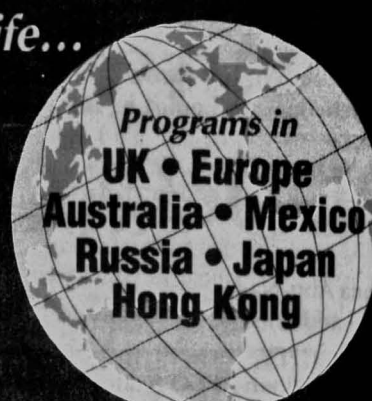 ife...
Programs in
UK • Europe
Australia • Mexico
Russia • Japan
Hong Kong